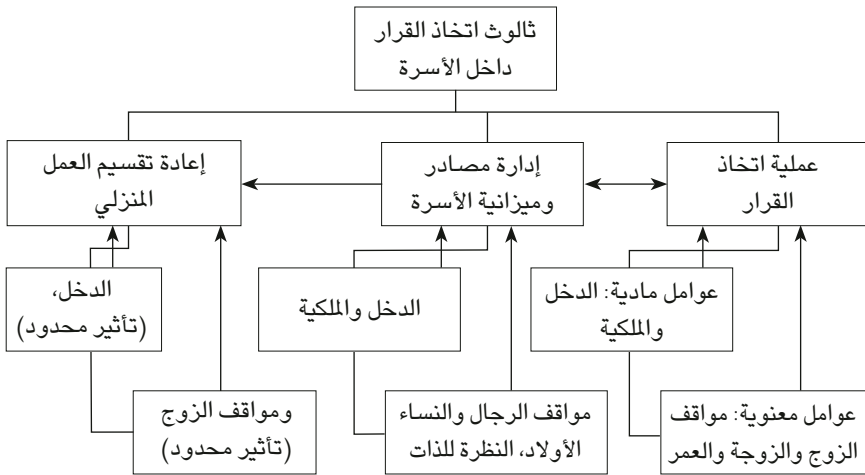 ثالوث اتخاذ القرار
داخل الأسرة
عملية اتخاذ
القرار
إدارة مصادر
وميزانية الأسرة
إعادة تقسيم العمل
المنزلي
عوامل مادية: الدخل
والملكية
الدخل والملكية
الدخل،
(تأثير محدود)
عوامل معنوية: مواقف
الزوج والزوجة والعمر
مواقف الرجال والنساء
الأولاد، النظرة للذات
ومواقف الزوج
(تأثير محدود)